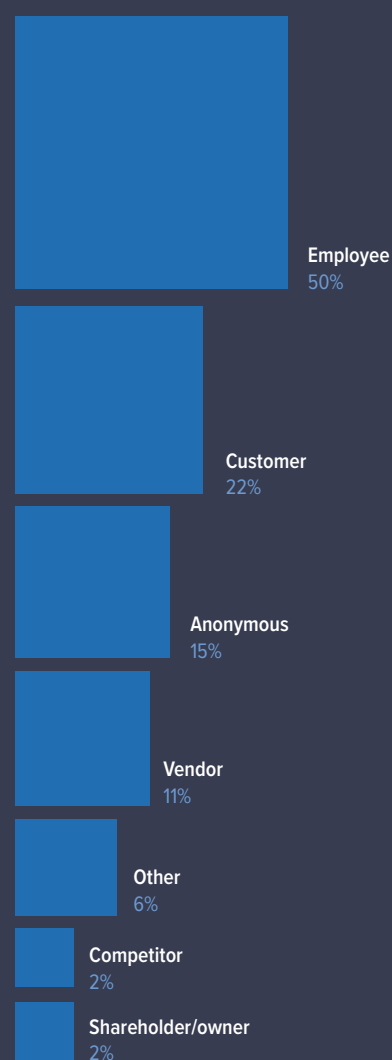 Employee
50%
Customer
22%
Anonymous
15%
Vendor
11%
Other
6%
Competitor
2%
Shareholder/owner
2%